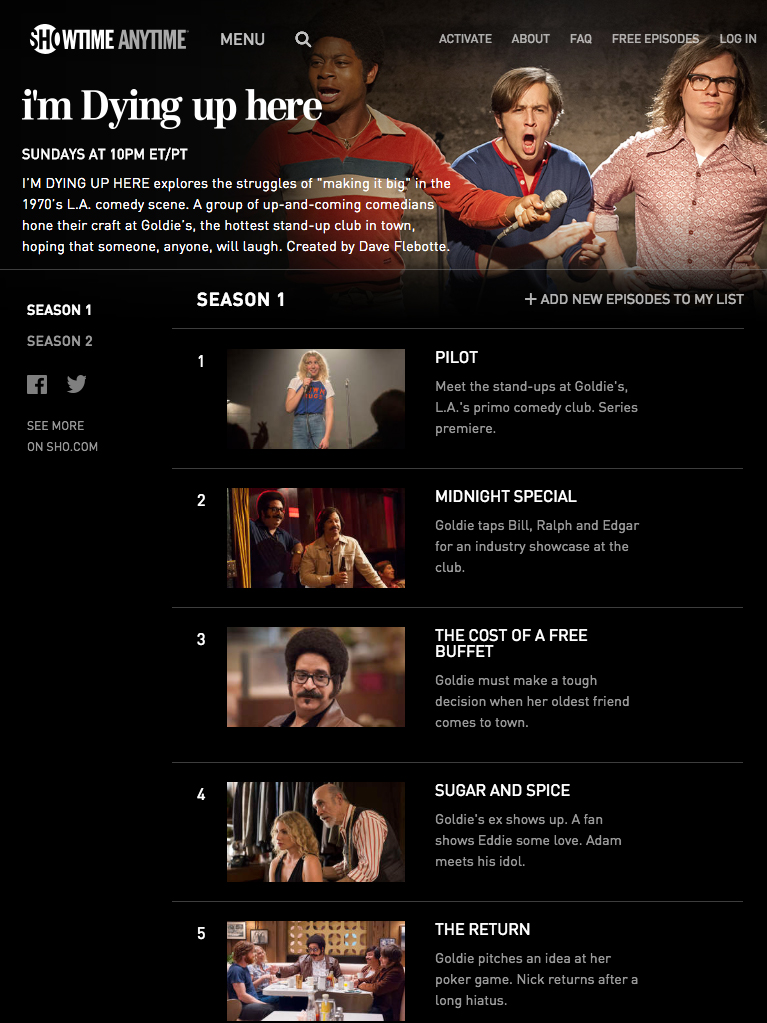 SHOWTIME ANYTIME
MENU
ACTIVATE
ABOUT
FAQ
FREE EPISODES
LOG IN
i'm Dying up here
SUNDAYS AT 10PM ET/PT
I'M DYING UP HERE explores the struggles of "making it big" in the
1970's L.A. comedy scene. A group of up-and-coming comedians
hone their craft at Goldie's, the hottest stand-up club in town,
hoping that someone, anyone, will laugh. Created by Dave Flebotte.
SEASON 1
SEASON 2
SEE MORE
ON SHO.COM
SEASON 1
+ ADD NEW EPISODES TO MY LIST
1
PILOT
Meet the stand-ups at Goldie's,
L.A.'s primo comedy club. Series
premiere.
2
MIDNIGHT SPECIAL
Goldie taps Bill, Ralph and Edgar
for an industry showcase at the
club.
3
THE COST OF A FREE
BUFFET
Goldie must make a tough
decision when her oldest friend
comes to town.
4
SUGAR AND SPICE
Goldie's ex shows up. A fan
shows Eddie some love. Adam
meets his idol.
5
THE RETURN
Goldie pitches an idea at her
poker game. Nick returns after a
long hiatus.